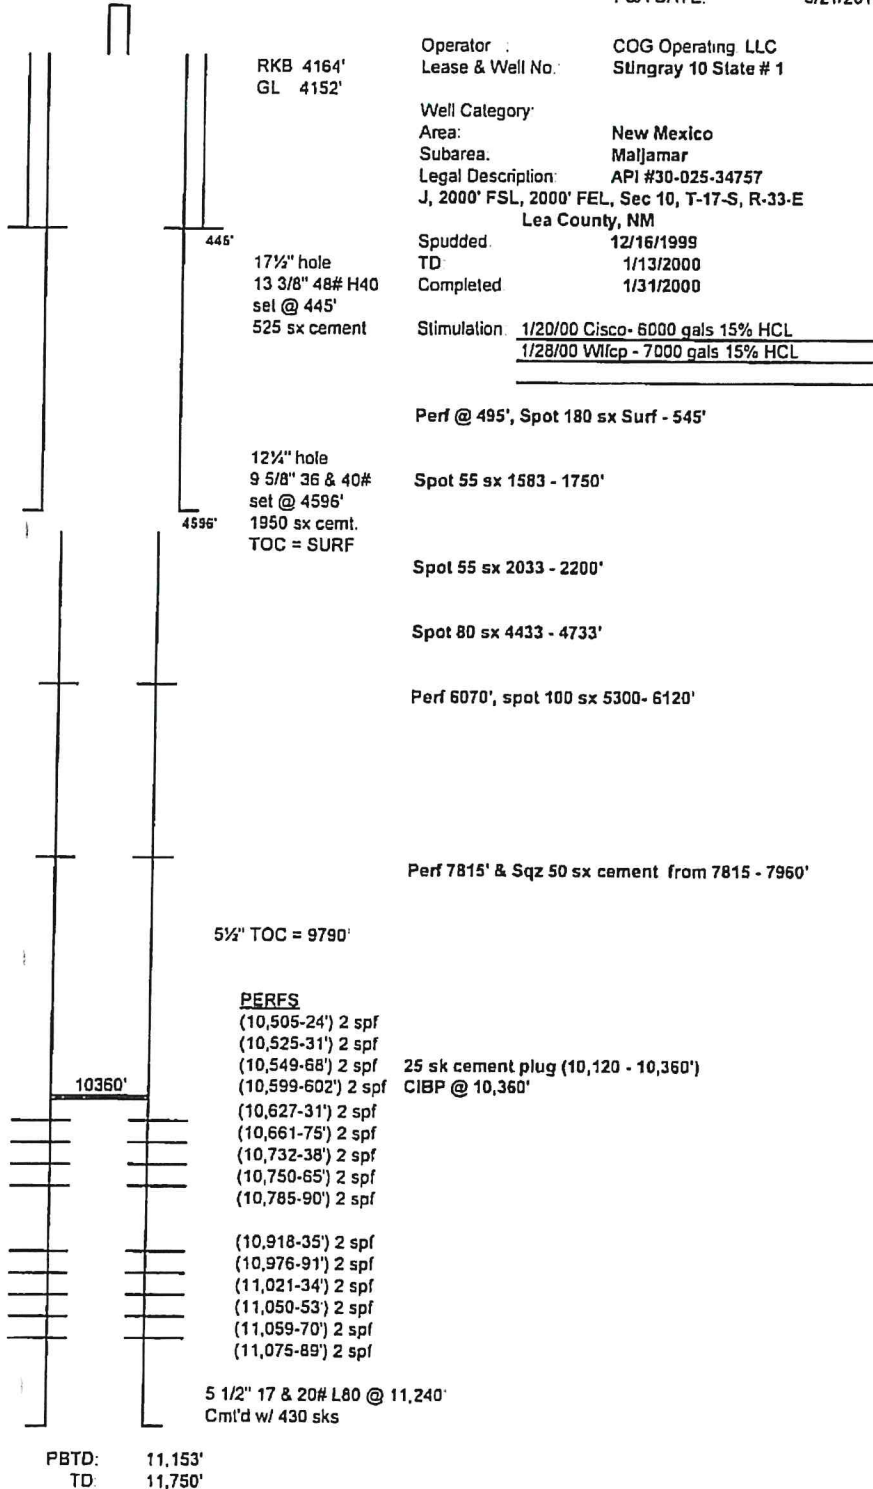 Operator : COG Operating LLC
Lease & Well No.: Stingray 10 State # 1
RKB 4164'
GL 4152'
Well Category:
Area: New Mexico
Subarea: Maljamar
Legal Description: API #30-025-34757
J, 2000' FSL, 2000' FEL, Sec 10, T-17-S, R-33-E
Lea County, NM
Spudded 12/16/1999
TD 1/13/2000
Completed 1/31/2000
445'
17½" hole
13 3/8" 48# H40
set @ 445'
525 sx cement
Stimulation: 1/20/00 Cisco- 6000 gals 15% HCL
1/28/00 Wlfcp - 7000 gals 15% HCL
Perf @ 495', Spot 180 sx Surf - 545'
12¼" hole
9 5/8" 36 & 40#
set @ 4596'
1950 sx cemt.
TOC = SURF
4596'
Spot 55 sx 1583 - 1750'
Spot 55 sx 2033 - 2200'
Spot 80 sx 4433 - 4733'
Perf 6070', spot 100 sx 5300- 6120'
Perf 7815' & Sqz 50 sx cement from 7815 - 7960'
5½" TOC = 9790'
PERFS
(10,505-24') 2 spf
(10,525-31') 2 spf
(10,549-68') 2 spf
(10,599-602') 2 spf
(10,627-31') 2 spf
(10,661-75') 2 spf
(10,732-38') 2 spf
(10,750-65') 2 spf
(10,785-90') 2 spf
25 sk cement plug (10,120 - 10,360')
CIBP @ 10,360'
10360'
(10,918-35') 2 spf
(10,976-91') 2 spf
(11,021-34') 2 spf
(11,050-53') 2 spf
(11,059-70') 2 spf
(11,075-89') 2 spf
5 1/2" 17 & 20# L80 @ 11,240'
Cmt'd w/ 430 sks
PBTD: 11,153'
TD: 11,750'